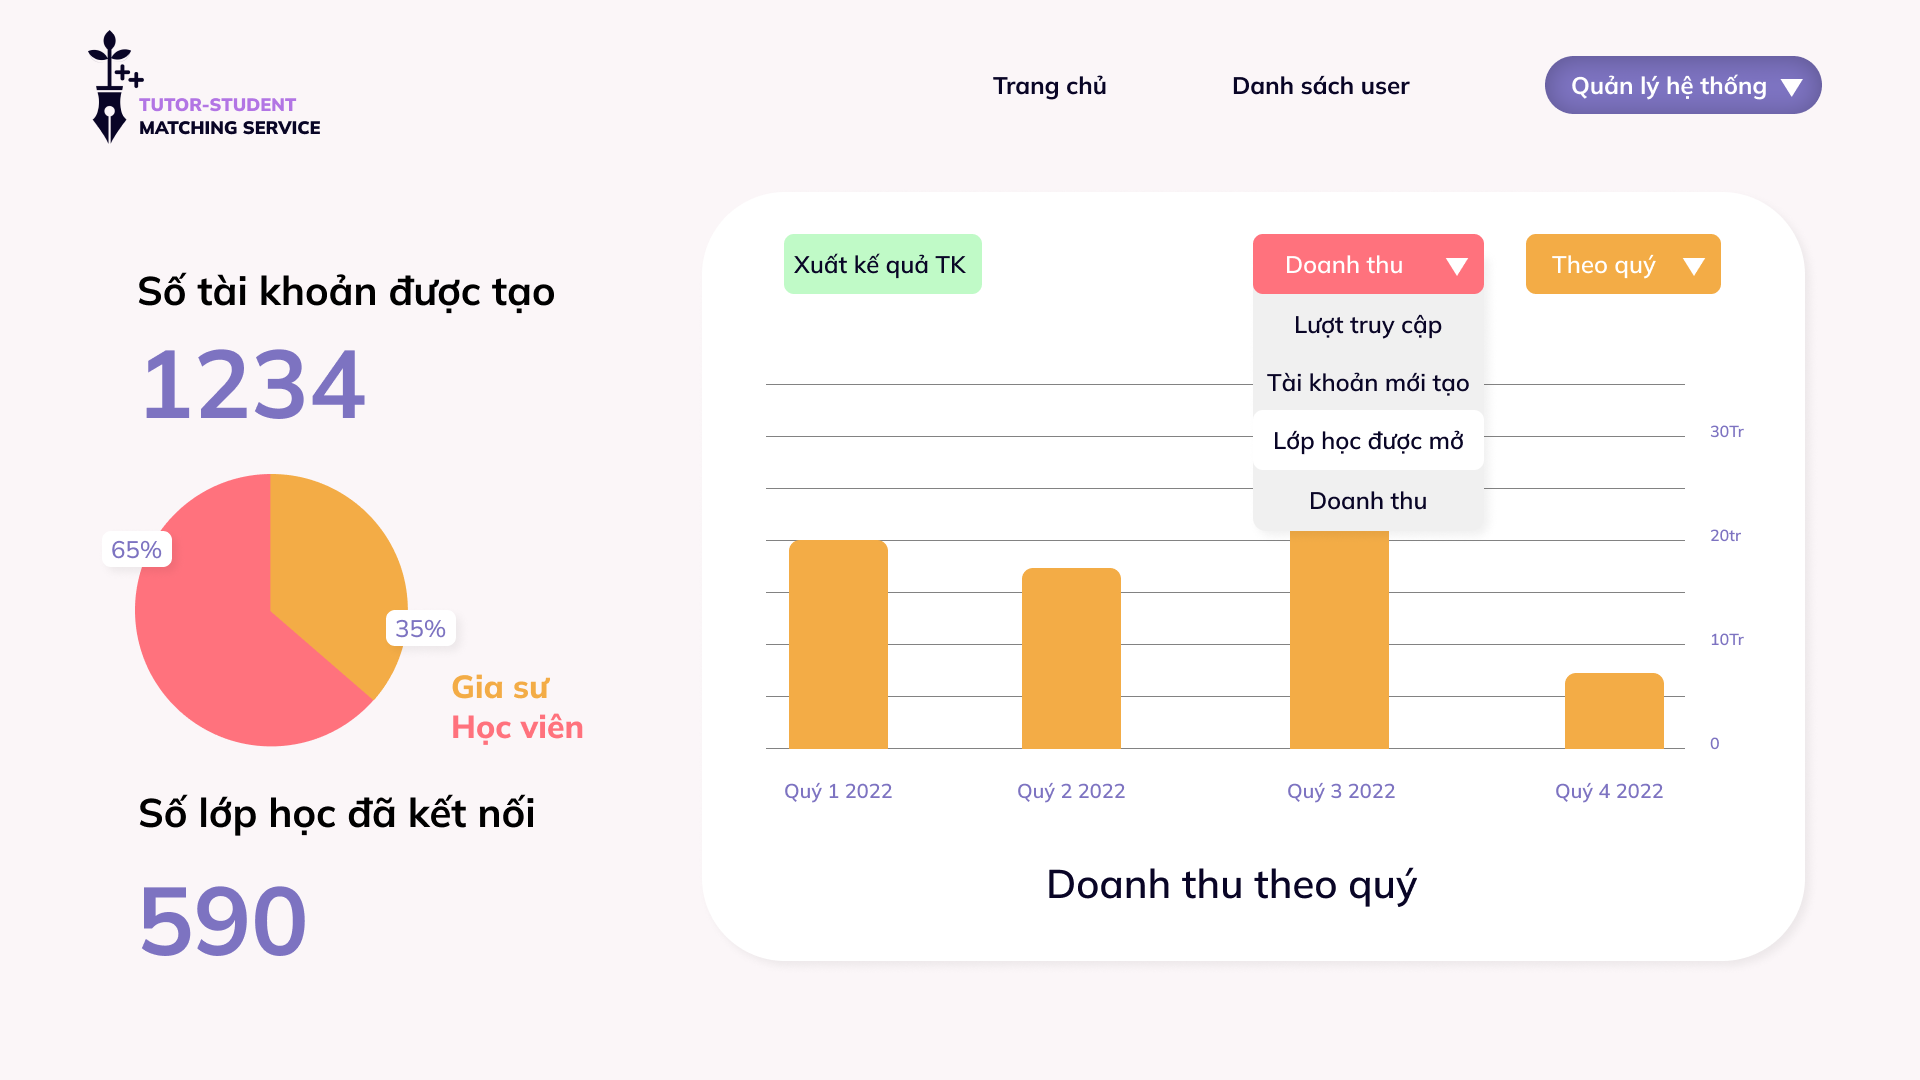 TUTOR-STUDENT
MATCHING SERVICE
Trang chủ
Danh sách user
Quản lý hệ thống
Số tài khoản được tạo
1234
65%
35%
Gia sư
Học viên
Số lớp học đã kết nối
590
Xuất kế quả TK
Doanh thu
Theo quý
Lượt truy cập
Tài khoản mới tạo
Lớp học được mở
Doanh thu
30Tr
20tr
10Tr
0
Quý 1 2022
Quý 2 2022
Quý 3 2022
Quý 4 2022
Doanh thu theo quý